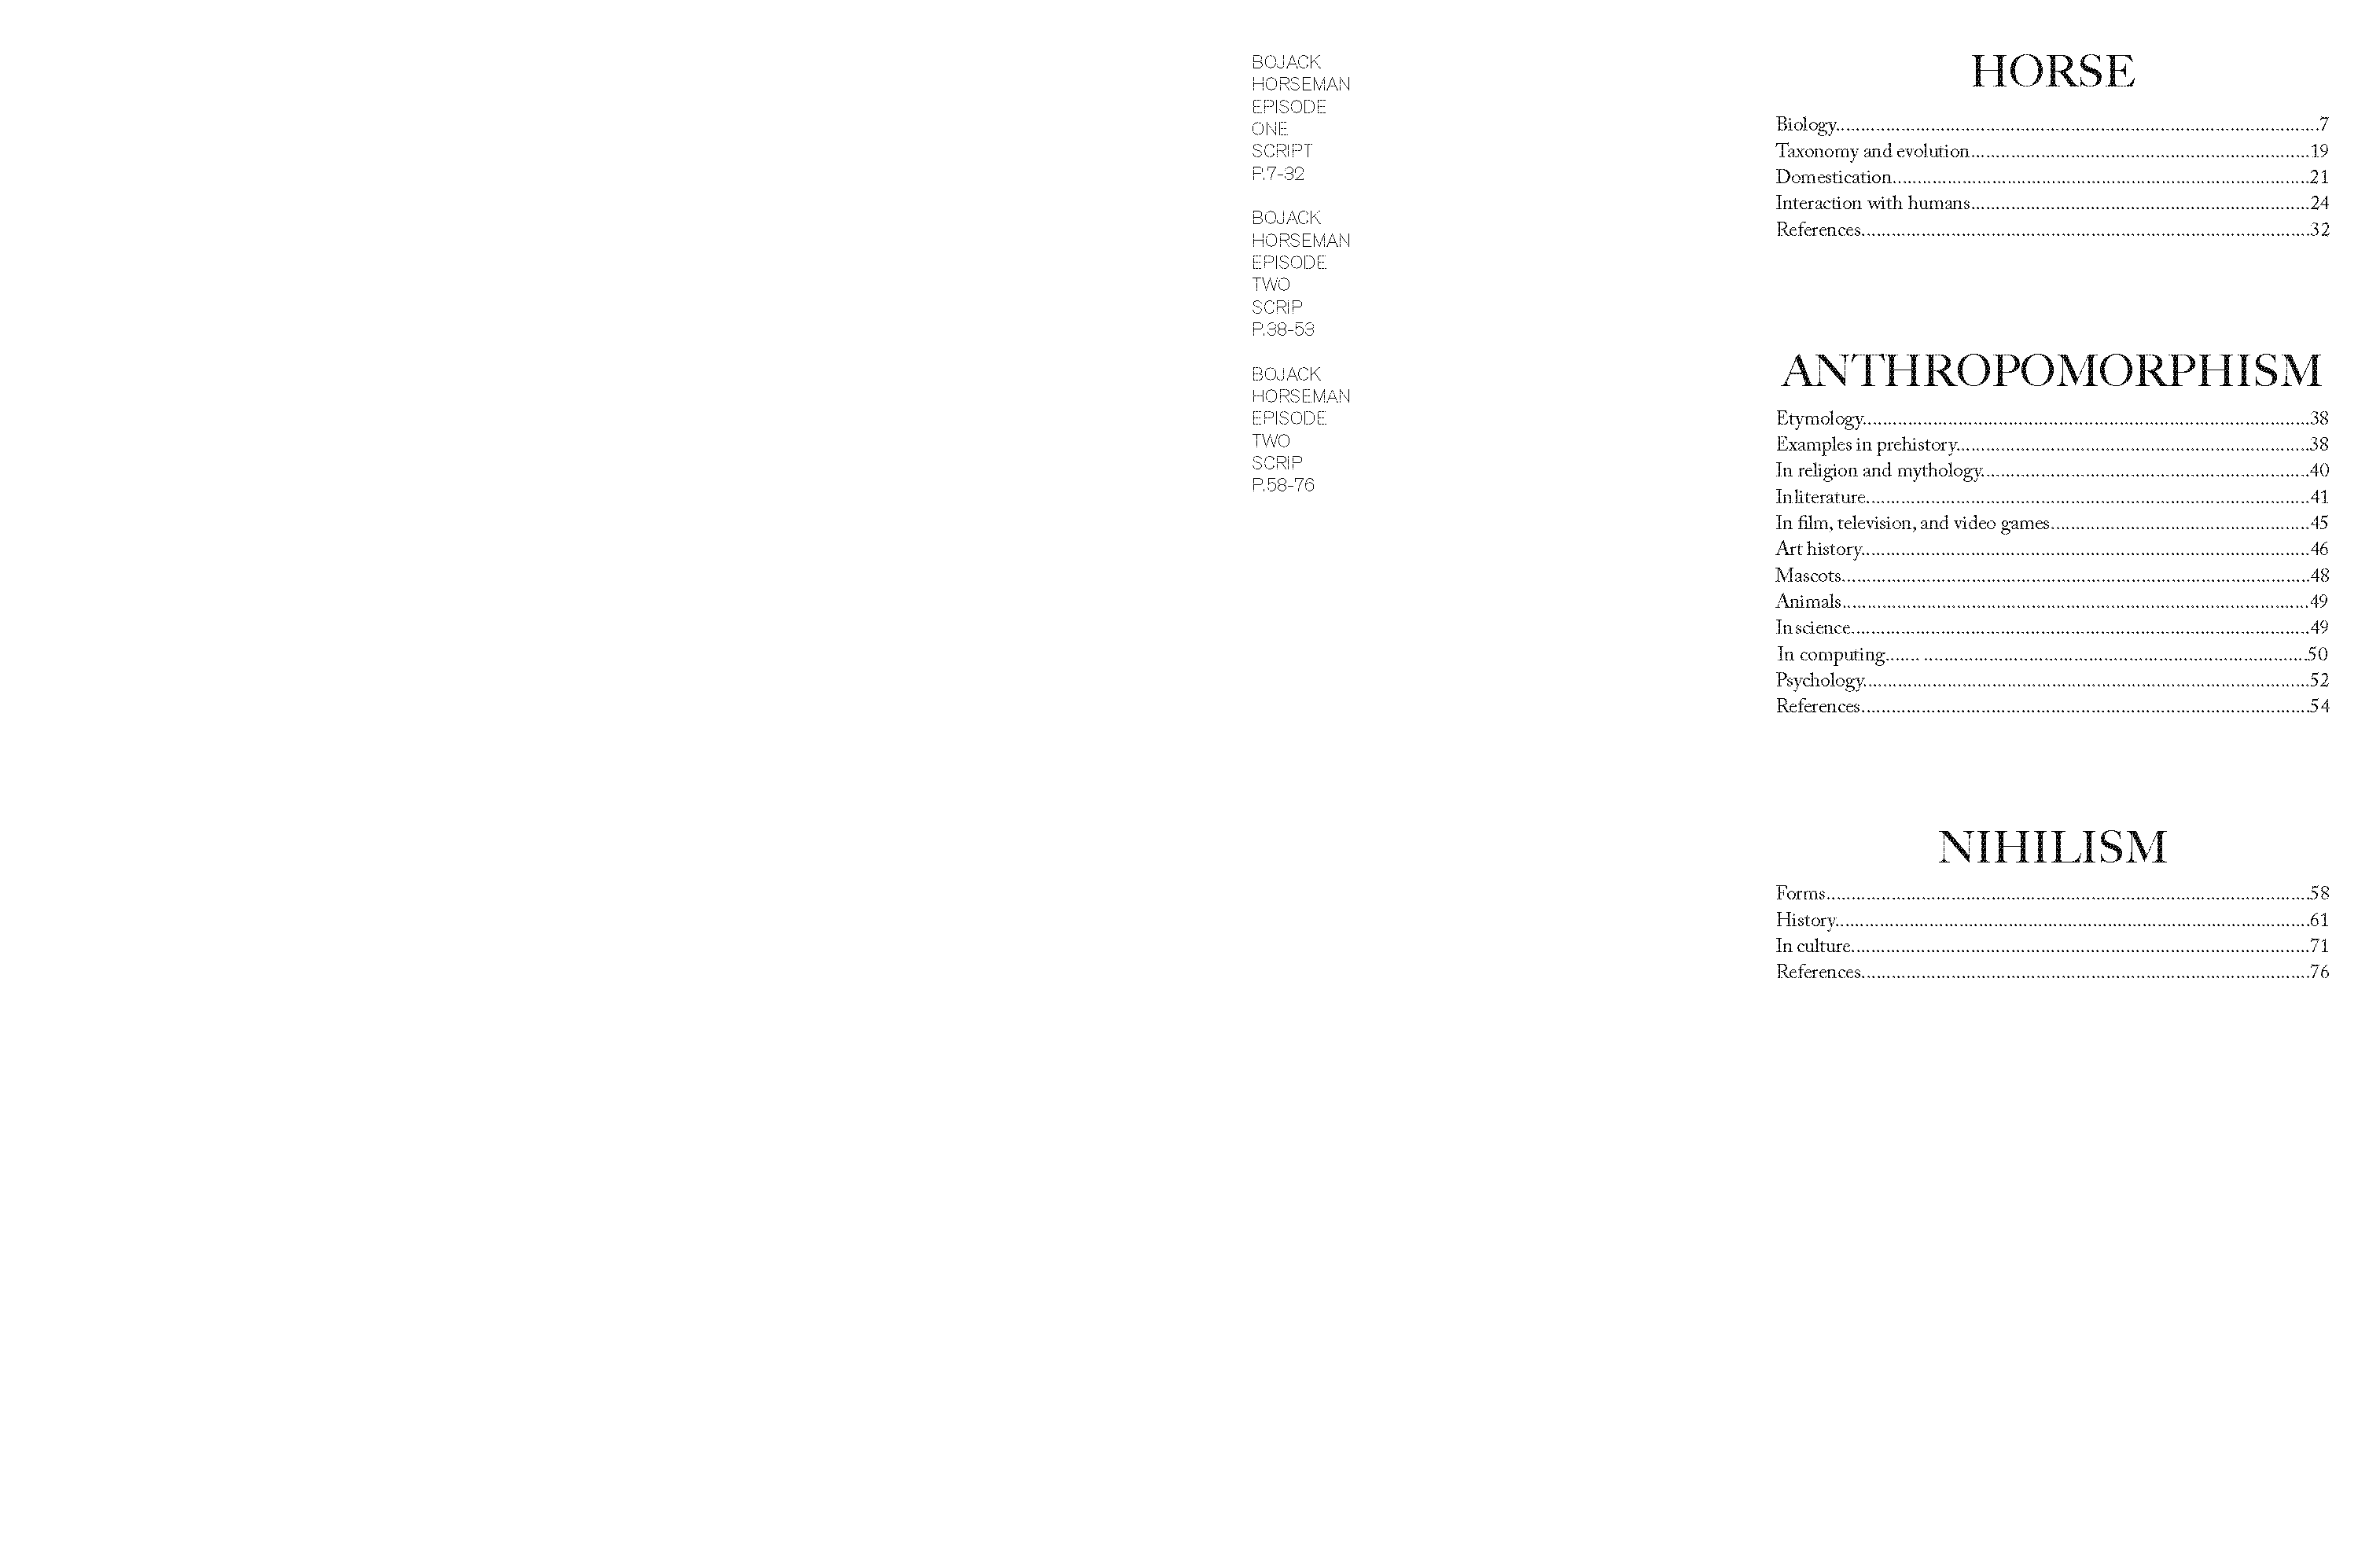 BOJACK
HORSEMAN
EPISODE
ONE
SCRIPT
P.7-32
BOJACK
HORSEMAN
EPISODE
TWO
SCRIP
P.38-53
BOJACK
HORSEMAN
EPISODE
TWO
SCRIP
P.58-76
HORSE
Biology.....7
Taxonomy and evolution.....19
Domestication.....21
Interaction with humans.....24
References.....32
ANTHROPOMORPHISM
Etymology.....38
Examples in prehistory.....38
In religion and mythology.....40
In literature.....41
In film, television, and video games.....45
Art history.....46
Mascots.....48
Animals.....49
In science.....49
In computing.....50
Psychology.....52
References.....54
NIHILISM
Forms.....58
History.....61
In culture.....71
References.....76